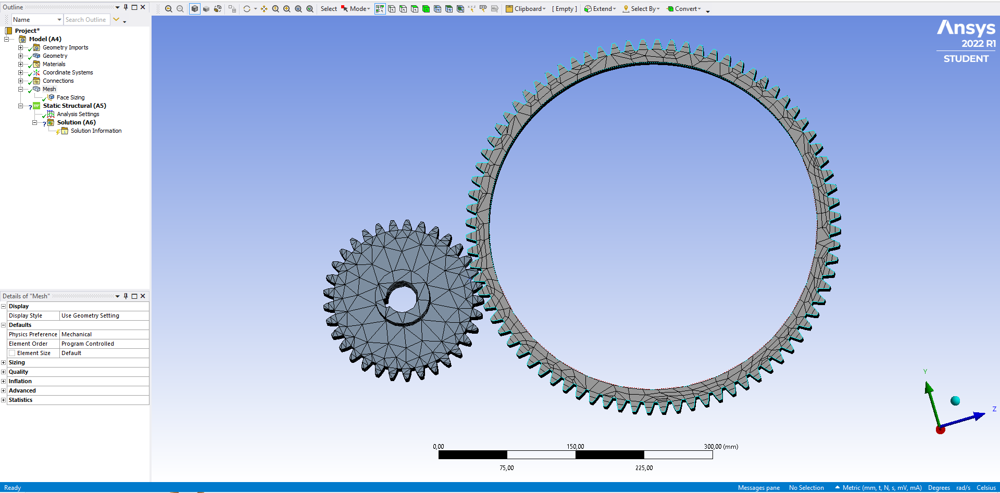 Outline
Select Mode Clipboard [ Empty ] Extend Select By Convert
Name Search Outline
Project*
Model (A4)
Geometry Imports
Geometry
Materials
Coordinate Systems
Connections
Mesh
Face Sizing
Static Structural (A5)
Analysis Settings
Solution (A6)
Solution Information
Ansys
2022 R1
STUDENT
Details of "Mesh"
Display
Display Style Use Geometry Setting
Defaults
Physics Preference Mechanical
Element Order Program Controlled
Element Size Default
Sizing
Quality
Inflation
Advanced
Statistics
Y
Z
0,00 150,00 300,00 (mm)
75,00 225,00
Ready Messages pane No Selection Metric (mm, t, N, s, mV, mA) Degrees rad/s Celsius